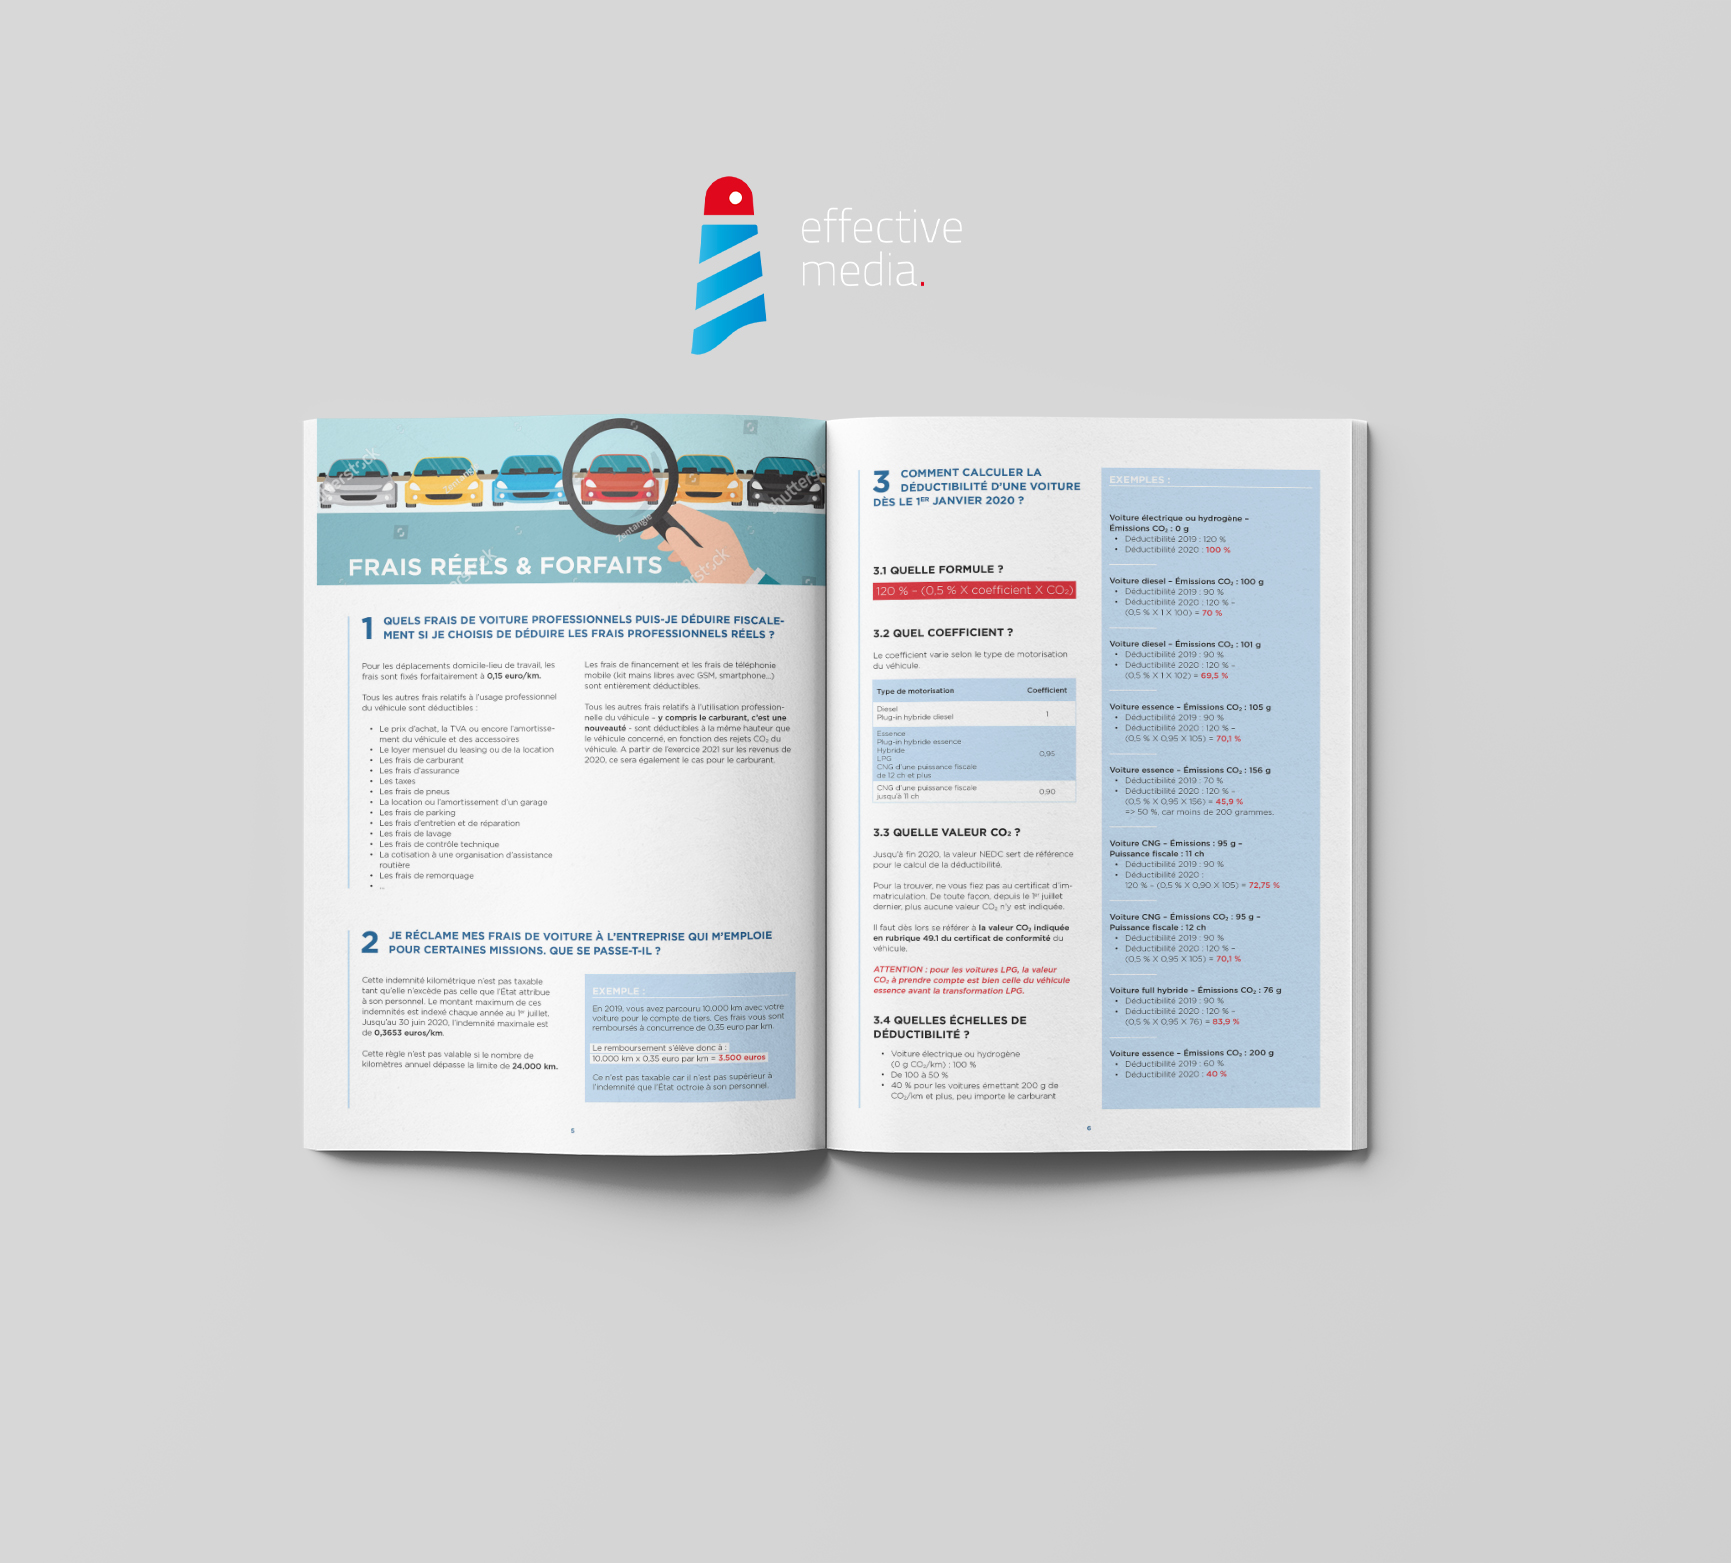 effective
media.
shutterstock
Zentangle
Zentangle
shutterstock
FRAIS RÉELS & FORFAITS
1 QUELS FRAIS DE VOITURE PROFESSIONNELS PUIS-JE DÉDUIRE FISCALE-
MENT SI JE CHOISIS DE DÉDUIRE LES FRAIS PROFESSIONNELS RÉELS ?
Pour les déplacements domicile-lieu de travail, les
frais sont fixés forfaitairement à 0,15 euro/km.
Tous les autres frais relatifs à l'usage professionnel
du véhicule sont déductibles :
• Le prix d'achat, la TVA ou encore l'amortisse-
ment du véhicule et des accessoires
• Le loyer mensuel du leasing ou de la location
• Les frais de carburant
• Les frais d'assurance
• Les taxes
• Les frais de pneus
• La location ou l'amortissement d'un garage
• Les frais de parking
• Les frais d'entretien et de réparation
• Les frais de lavage
• Les frais de contrôle technique
• La cotisation à une organisation d'assistance
routière
• Les frais de remorquage
• ...
Les frais de financement et les frais de téléphonie
mobile (kit mains libres avec GSM, smartphone...)
sont entièrement déductibles.
Tous les autres frais relatifs à l'utilisation profession-
nelle du véhicule – y compris le carburant, c'est une
nouveauté - sont déductibles à la même hauteur que
le véhicule concerné, en fonction des rejets CO₂ du
véhicule. A partir de l'exercice 2021 sur les revenus de
2020, ce sera également le cas pour le carburant.
2 JE RÉCLAME MES FRAIS DE VOITURE À L'ENTREPRISE QUI M'EMPLOIE
POUR CERTAINES MISSIONS. QUE SE PASSE-T-IL ?
Cette indemnité kilométrique n'est pas taxable
tant qu'elle n'excède pas celle que l'État attribue
à son personnel. Le montant maximum de ces
indemnités est indexé chaque année au 1er juillet.
Jusqu'au 30 juin 2020, l'indemnité maximale est
de 0,3653 euros/km.
Cette règle n'est pas valable si le nombre de
kilomètres annuel dépasse la limite de 24.000 km.
EXEMPLE :
En 2019, vous avez parcouru 10.000 km avec votre
voiture pour le compte de tiers. Ces frais vous sont
remboursés à concurrence de 0,35 euro par km.
Le remboursement s'élève donc à :
10.000 km x 0,35 euro par km = 3.500 euros
Ce n'est pas taxable car il n'est pas supérieur à
l'indemnité que l'État octroie à son personnel.
5
3 COMMENT CALCULER LA
DÉDUCTIBILITÉ D'UNE VOITURE
DÈS LE 1ER JANVIER 2020 ?
3.1 QUELLE FORMULE ?
120 % – (0,5 % X coefficient X CO₂)
3.2 QUEL COEFFICIENT ?
Le coefficient varie selon le type de motorisation
du véhicule.
Type de motorisation Coefficient
Diesel
Plug-in hybride diesel 1
Essence
Plug-in hybride essence
Hybride
LPG
CNG d'une puissance fiscale
de 12 ch et plus 0,95
CNG d'une puissance fiscale
jusqu'à 11 ch 0,90
3.3 QUELLE VALEUR CO₂ ?
Jusqu'à fin 2020, la valeur NEDC sert de référence
pour le calcul de la déductibilité.
Pour la trouver, ne vous fiez pas au certificat d'im-
matriculation. De toute façon, depuis le 1er juillet
dernier, plus aucune valeur CO₂ n'y est indiquée.
Il faut dès lors se référer à la valeur CO₂ indiquée
en rubrique 49.1 du certificat de conformité du
véhicule.
ATTENTION : pour les voitures LPG, la valeur
CO₂ à prendre compte est bien celle du véhicule
essence avant la transformation LPG.
3.4 QUELLES ÉCHELLES DE
DÉDUCTIBILITÉ ?
• Voiture électrique ou hydrogène
(0 g CO₂/km) : 100 %
• De 100 à 50 %
• 40 % pour les voitures émettant 200 g de
CO₂/km et plus, peu importe le carburant
EXEMPLES :
Voiture électrique ou hydrogène –
Émissions CO₂ : 0 g
• Déductibilité 2019 : 120 %
• Déductibilité 2020 : 100 %
Voiture diesel – Émissions CO₂ : 100 g
• Déductibilité 2019 : 90 %
• Déductibilité 2020 : 120 % –
(0,5 % X 1 X 100) = 70 %
Voiture diesel – Émissions CO₂ : 101 g
• Déductibilité 2019 : 90 %
• Déductibilité 2020 : 120 % –
(0,5 % X 1 X 102) = 69,5 %
Voiture essence – Émissions CO₂ : 105 g
• Déductibilité 2019 : 90 %
• Déductibilité 2020 : 120 % –
(0,5 % X 0,95 X 105) = 70,1 %
Voiture essence – Émissions CO₂ : 156 g
• Déductibilité 2019 : 70 %
• Déductibilité 2020 : 120 % –
(0,5 % X 0,95 X 156) = 45,9 %
=> 50 %, car moins de 200 grammes.
Voiture CNG – Émissions CO₂ : 95 g –
Puissance fiscale : 11 ch
• Déductibilité 2019 : 90 %
• Déductibilité 2020 :
120 % – (0,5 % X 0,90 X 105) = 72,75 %
Voiture CNG – Émissions CO₂ : 95 g –
Puissance fiscale : 12 ch
• Déductibilité 2019 : 90 %
• Déductibilité 2020 : 120 % –
(0,5 % X 0,95 X 105) = 70,1 %
Voiture full hybride – Émissions CO₂ : 76 g
• Déductibilité 2019 : 90 %
• Déductibilité 2020 : 120 % –
(0,5 % X 0,95 X 76) = 83,9 %
Voiture essence – Émissions CO₂ : 200 g
• Déductibilité 2019 : 60 %
• Déductibilité 2020 : 40 %
6